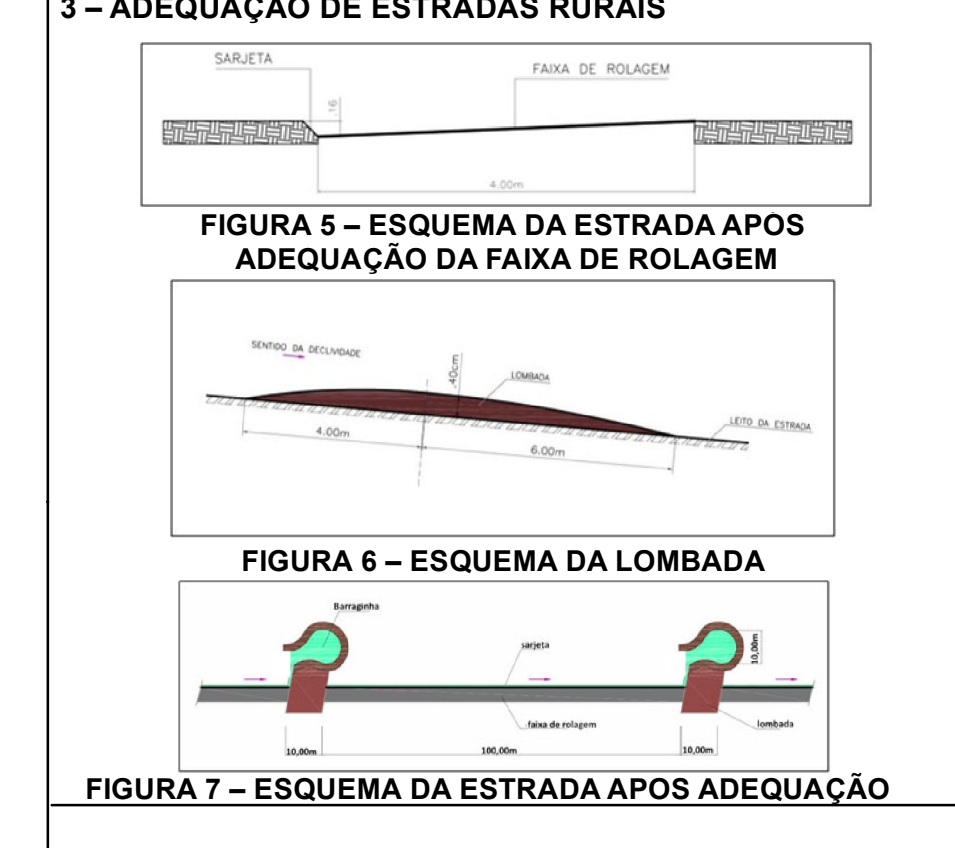 3 – ADEQUAÇÃO DE ESTRADAS RURAIS
SARJETA
FAIXA DE ROLAGEM
.16
4.00m
FIGURA 5 – ESQUEMA DA ESTRADA APÓS
ADEQUAÇÃO DA FAIXA DE ROLAGEM
SENTIDO DA DECLIVIDADE
.40cm
LOMBADA
LEITO DA ESTRADA
4.00m
6.00m
FIGURA 6 – ESQUEMA DA LOMBADA
Barraginha
sarjeta
10,00m
faixa de rolagem
lombada
10,00m
100,00m
10,00m
FIGURA 7 – ESQUEMA DA ESTRADA APOS ADEQUAÇÃO